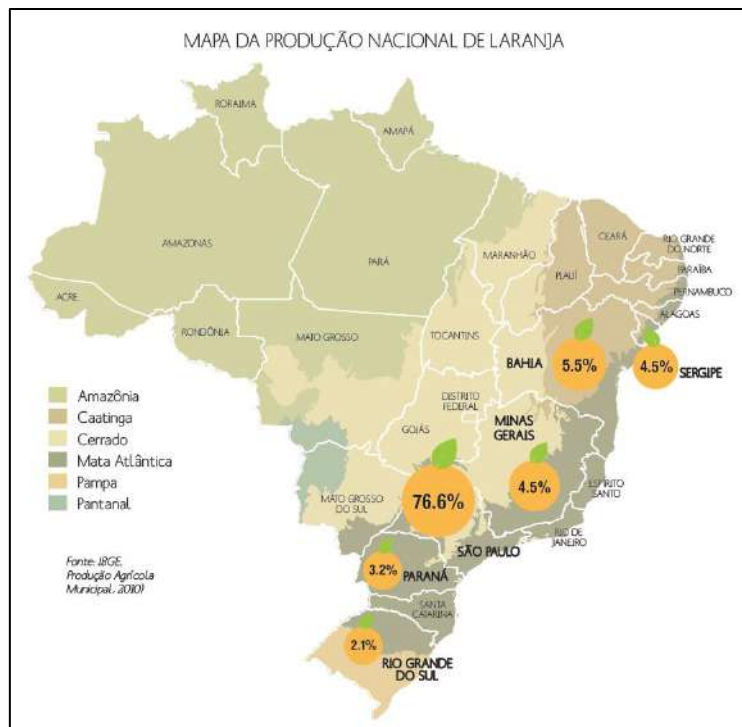 MAPA DA PRODUÇÃO NACIONAL DE LARANJA
RORAIMA
AMAPÁ
AMAZONAS
PARÁ
MARANHÃO
CEARÁ
RIO GRANDE
DO NORTE
PIAUÍ
PARAÍBA
PERNAMBUCO
ALAGOAS
ACRE
RONDÔNIA
MATO GROSSO
TOCANTINS
BAHIA
5.5%
4.5%
SERGIPE
Amazônia
Caatinga
Cerrado
Mata Atlântica
Pampa
Pantanal
DISTRITO
FEDERAL
GOIÁS
MINAS
GERAIS
76.6%
4.5%
MATO GROSSO
DO SUL
ESPÍRITO
SANTO
RIO DE
JANEIRO
SÃO PAULO
3.2%
PARANÁ
SANTA
CATARINA
2.1%
RIO GRANDE
DO SUL
Fonte: IBGE,
Produção Agrícola
Municipal, 2010)